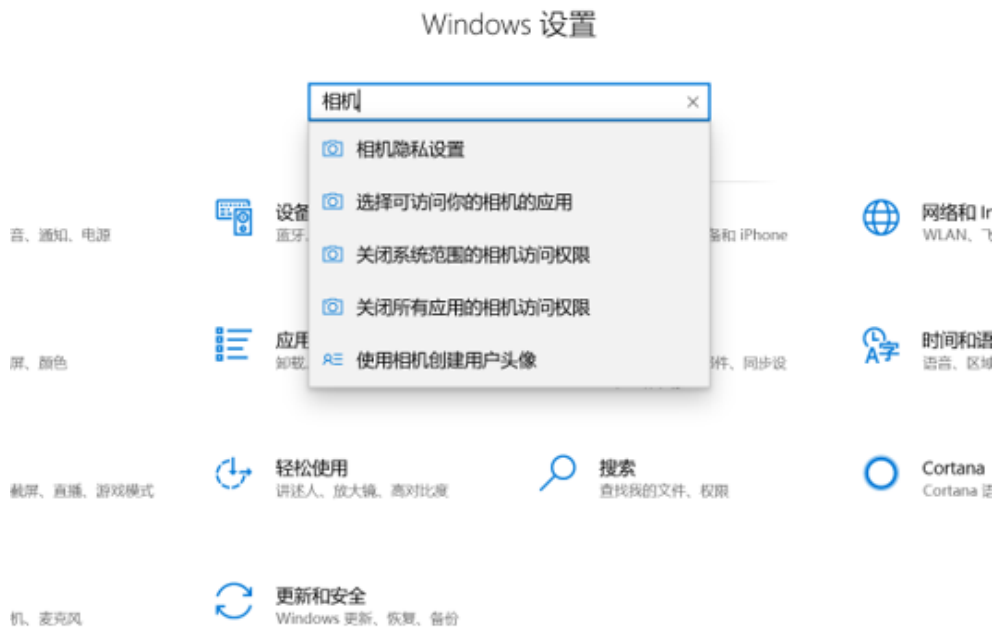 Windows 设置
相机
相机隐私设置
选择可访问你的相机的应用
关闭系统范围的相机访问权限
关闭所有应用的相机访问权限
使用相机创建用户头像
音、通知、电源
设备
蓝牙、
备和 iPhone
网络和 In
WLAN、飞
屏、颜色
应用
卸载、
件、同步设
时间和语
语音、区域
截屏、直播、游戏模式
轻松使用
讲述人、放大镜、高对比度
搜索
查找我的文件、权限
Cortana
Cortana 语
机、麦克风
更新和安全
Windows 更新、恢复、备份